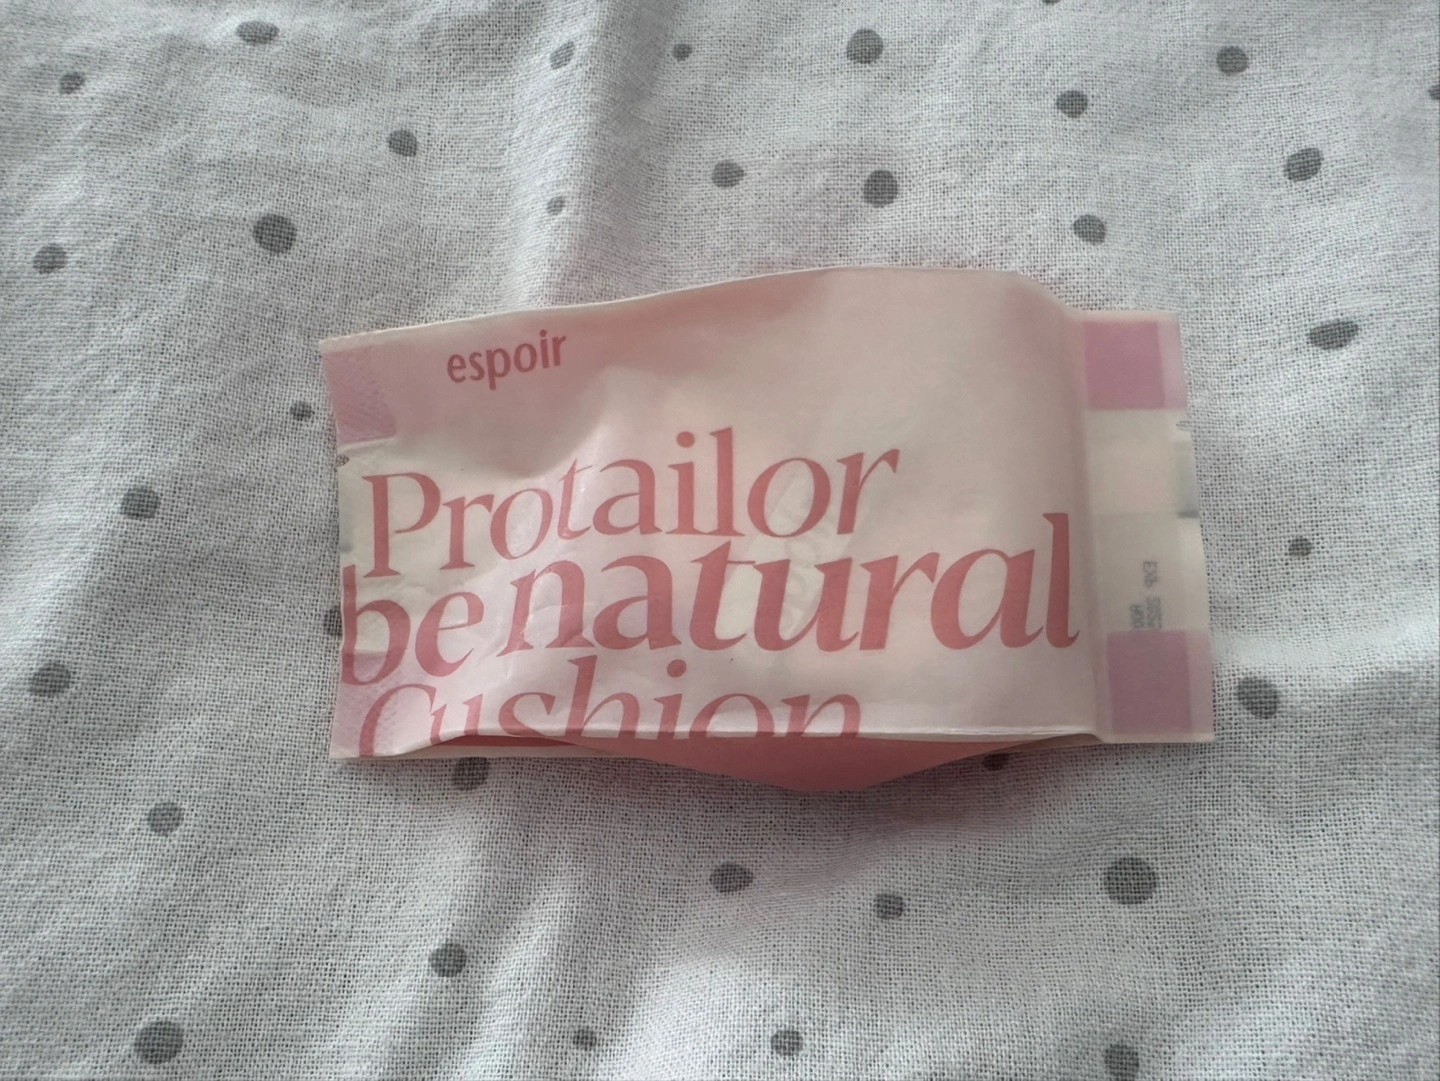 espoir
Protailor
be natural
Cushion